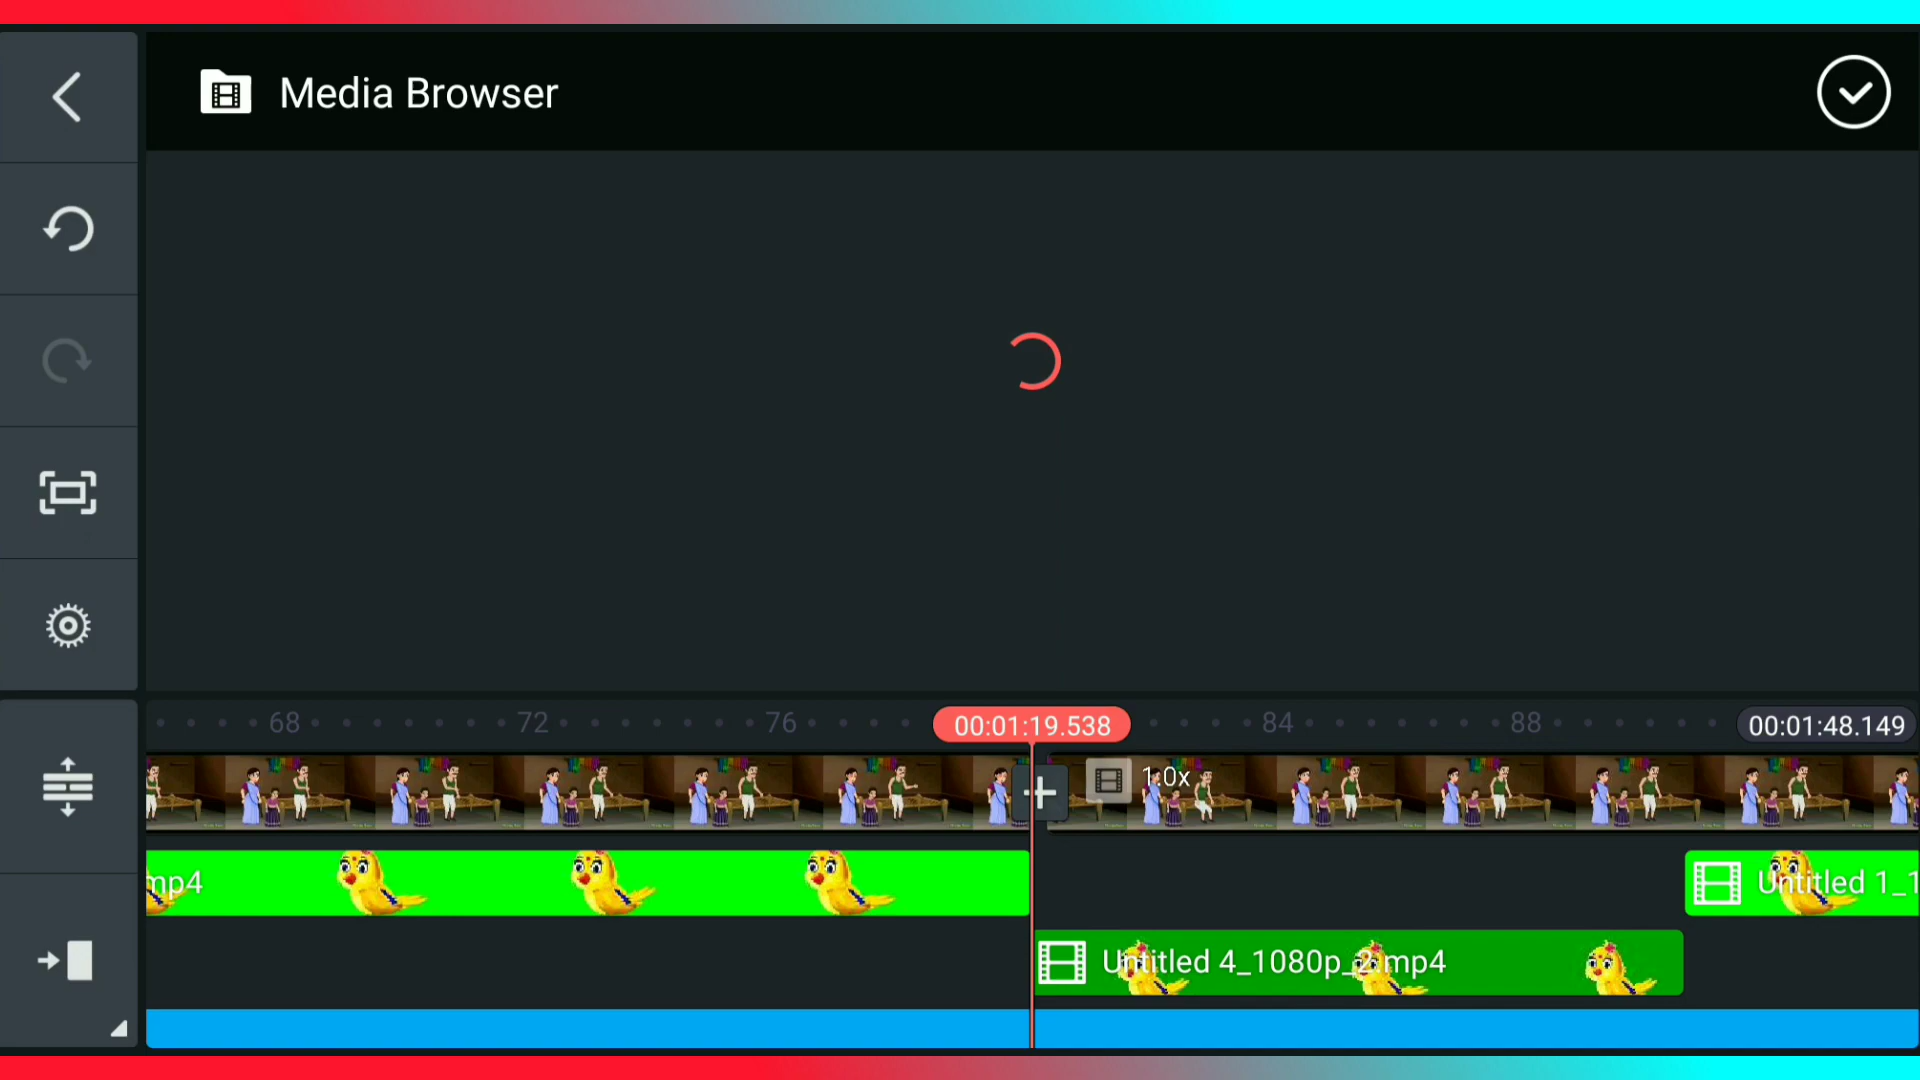 Media Browser
68 72 76 00:01:19.538 84 88 00:01:48.149
1.0x
mp4
Untitled 1_1
Untitled 4_1080p_2.mp4